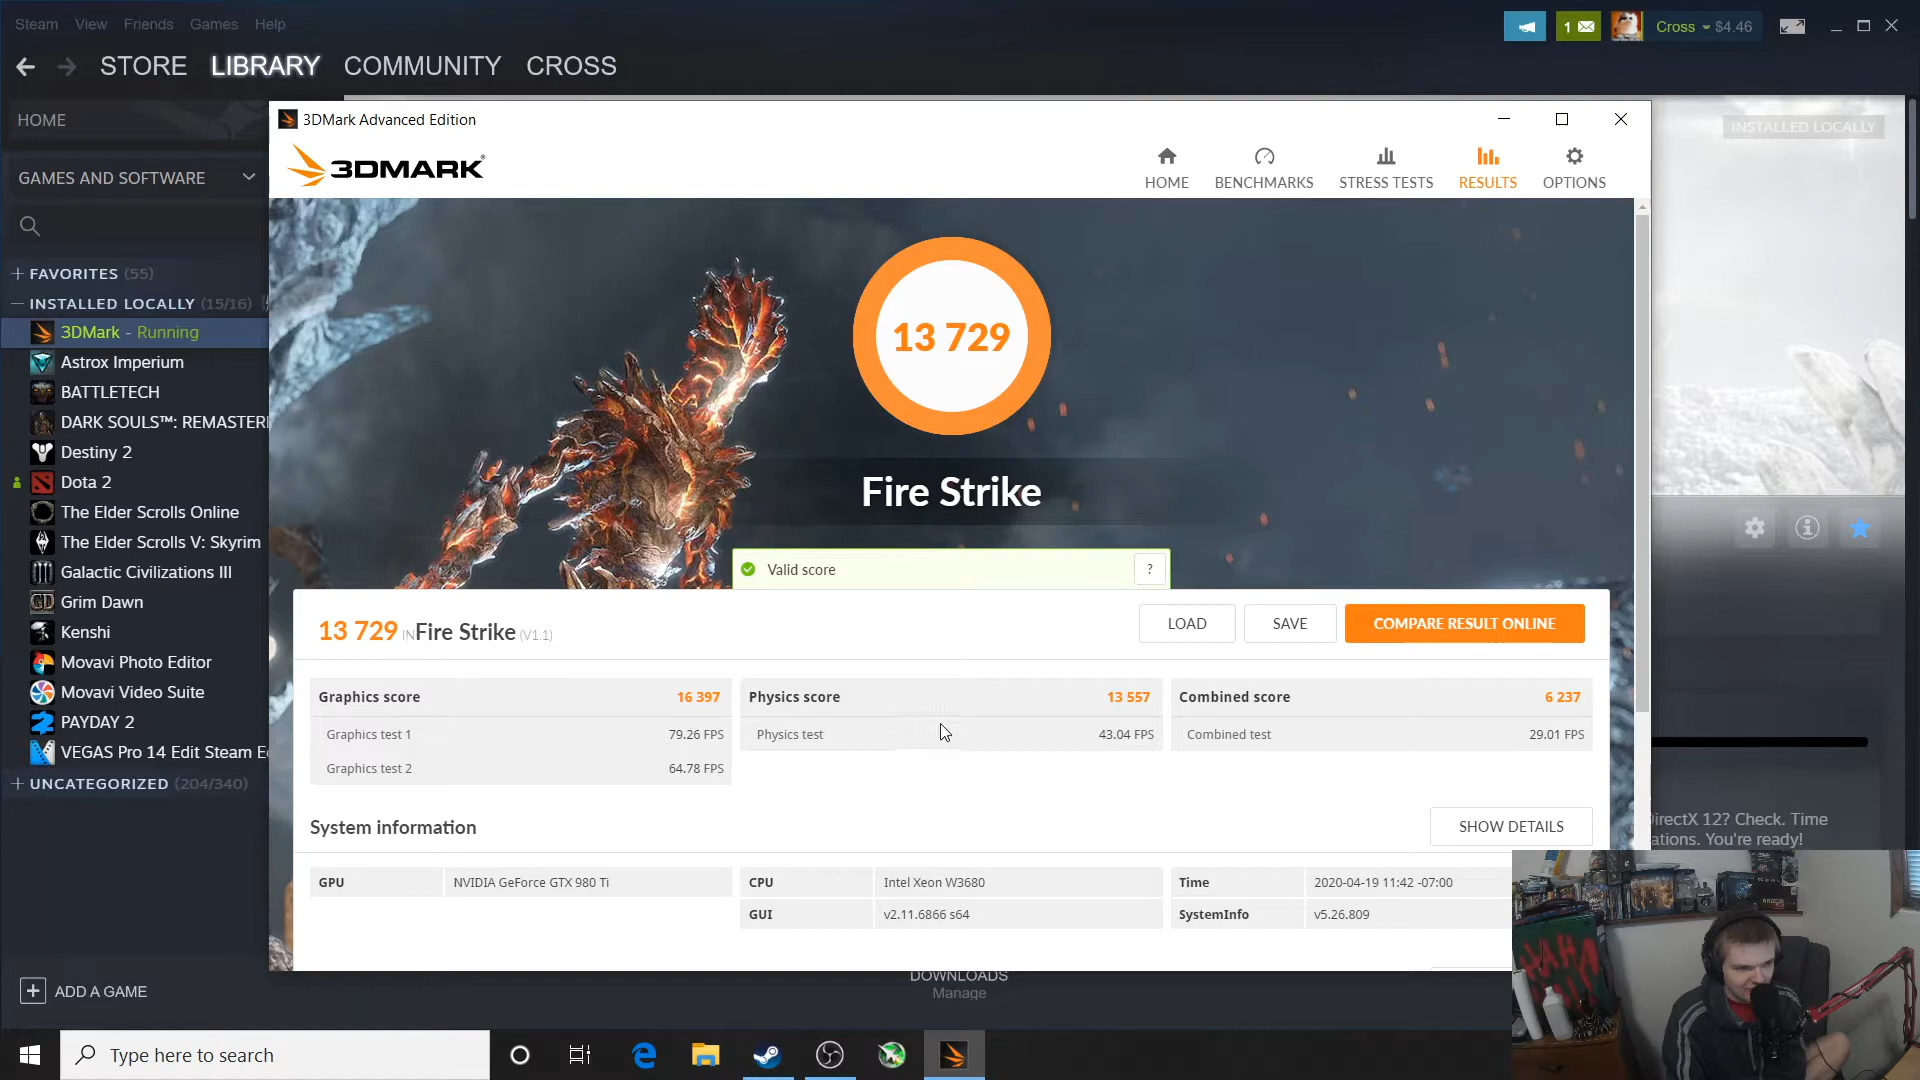 Steam View Friends Games Help
1
Cross $4.46
STORE LIBRARY COMMUNITY CROSS
HOME
INSTALLED LOCALLY
GAMES AND SOFTWARE
+ FAVORITES (55)
— INSTALLED LOCALLY (15/16)
3DMark - Running
Astrox Imperium
BATTLETECH
DARK SOULS™: REMASTER
Destiny 2
Dota 2
The Elder Scrolls Online
The Elder Scrolls V: Skyrim
Galactic Civilizations III
Grim Dawn
Kenshi
Movavi Photo Editor
Movavi Video Suite
PAYDAY 2
VEGAS Pro 14 Edit Steam E
+ UNCATEGORIZED (204/340)
ADD A GAME
3DMark Advanced Edition
3DMARK®
HOME BENCHMARKS STRESS TESTS RESULTS OPTIONS
13 729
Fire Strike
Valid score ?
13 729 IN Fire Strike (V1.1)
LOAD SAVE COMPARE RESULT ONLINE
Graphics score 16 397
Graphics test 1 79.26 FPS
Graphics test 2 64.78 FPS
Physics score 13 557
Physics test 43.04 FPS
Combined score 6 237
Combined test 29.01 FPS
System information SHOW DETAILS
GPU NVIDIA GeForce GTX 980 Ti
CPU Intel Xeon W3680
GUI v2.11.6866 s64
Time 2020-04-19 11:42 -07:00
SystemInfo v5.26.809
irectX 12? Check. Time
ations. You're ready!
DOWNLOADS
Manage
HAHA
Type here to search